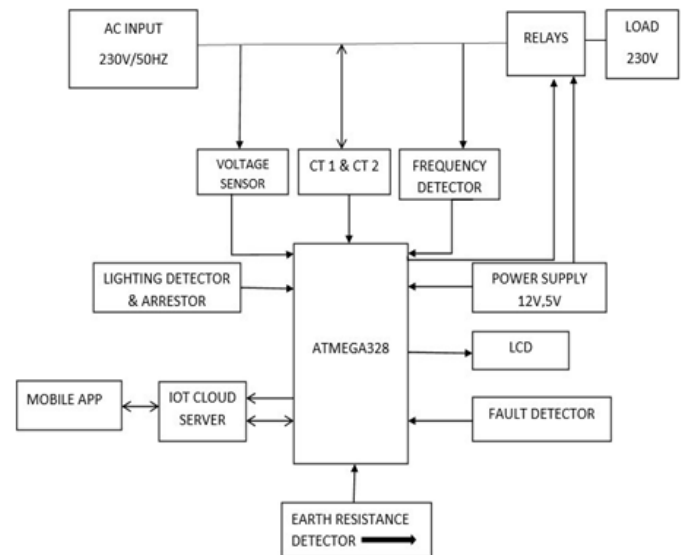 AC INPUT
230V/50HZ
RELAYS
LOAD
230V
VOLTAGE
SENSOR
CT 1 & CT 2
FREQUENCY
DETECTOR
LIGHTING DETECTOR
& ARRESTOR
POWER SUPPLY
12V,5V
ATMEGA328
LCD
MOBILE APP
IOT CLOUD
SERVER
FAULT DETECTOR
EARTH RESISTANCE
DETECTOR